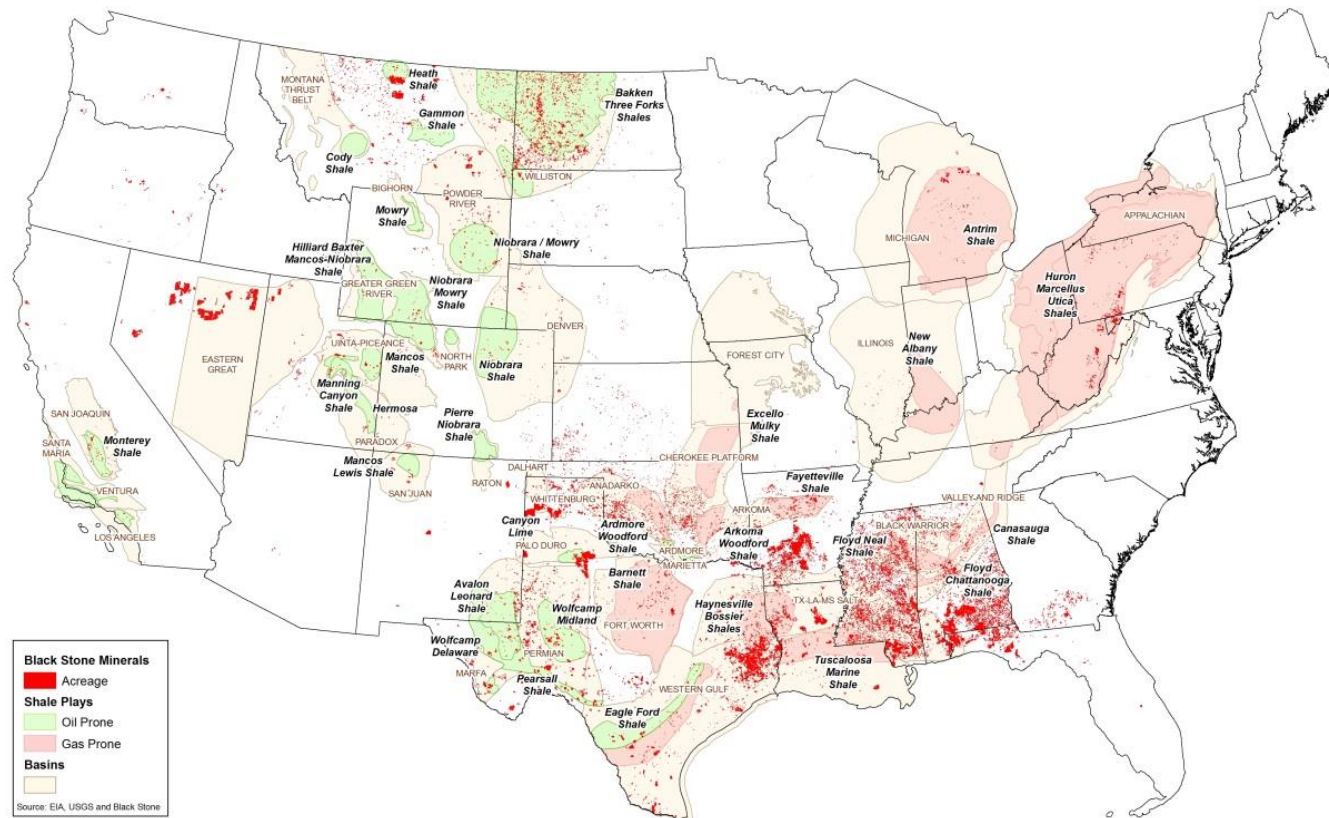 MONTANA
THRUST
BELT
Heath
Shale
Gammon
Shale
Bakken
Three Forks
Shales
Cody
Shale
WILLISTON
BIGHORN
POWDER
RIVER
Mowry
Shale
Hilliard Baxter
Mancos-Niobrara
Shale
Niobrara / Mowry
Shale
GREATER GREEN
RIVER
Niobrara
Mowry
Shale
MICHIGAN
Antrim
Shale
APPALACHIAN
Huron
Marcellus
Utica
Shales
EASTERN
GREAT
UINTA-PICEANCE
Mancos
Shale
NORTH
PARK
DENVER
Niobrara
Shale
FOREST CITY
ILLINOIS
New
Albany
Shale
Manning
Canyon
Shale
Hermosa
Pierre
Niobrara
Shale
PARADOX
Mancos
Lewis Shale
SAN JUAN
RATON
SAN JOAQUIN
SANTA
MARIA
Monterey
Shale
VENTURA
LOS ANGELES
Excello
Mulky
Shale
CHEROKEE PLATFORM
DALHART
WHITTENBURG
ANADARKO
Fayetteville
Shale
ARKOMA
VALLEY AND RIDGE
BLACK WARRIOR
Canasauga
Shale
Canyon
Lime
Ardmore
Woodford
Shale
ARDMORE
MARIETTA
Arkoma
Woodford
Shale
Floyd Neal
Shale
Floyd
Chattanooga
Shale
PALO DURO
Barnett
Shale
Avalon
Leonard
Shale
Wolfcamp
Midland
FORT WORTH
Haynesville
Bossier
Shales
TX-LA-MS SALT
Wolfcamp
Delaware
PERMIAN
MARFA
Pearsall
Shale
WESTERN GULF
Tuscaloosa
Marine
Shale
Eagle Ford
Shale
Black Stone Minerals
Acreage
Shale Plays
Oil Prone
Gas Prone
Basins
Source: EIA, USGS and Black Stone